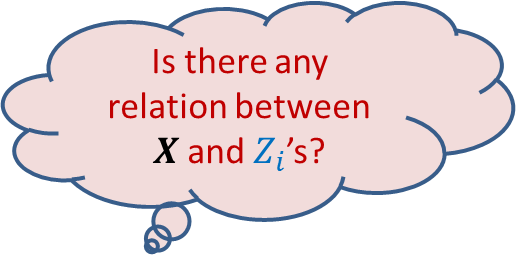 Is there any
relation between
𝑿 and 𝑍ᵢ's?